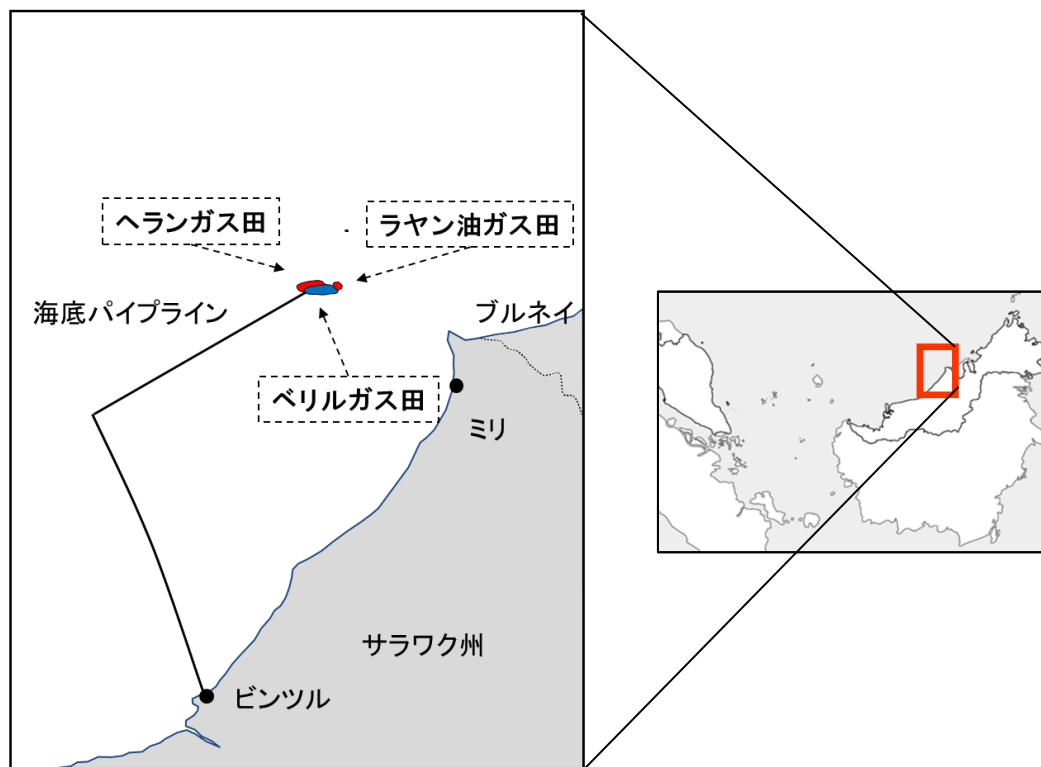 ヘランガス田
ラヤン油ガス田
海底パイプライン
ブルネイ
ベリルガス田
ミリ
サラワク州
ビンツル